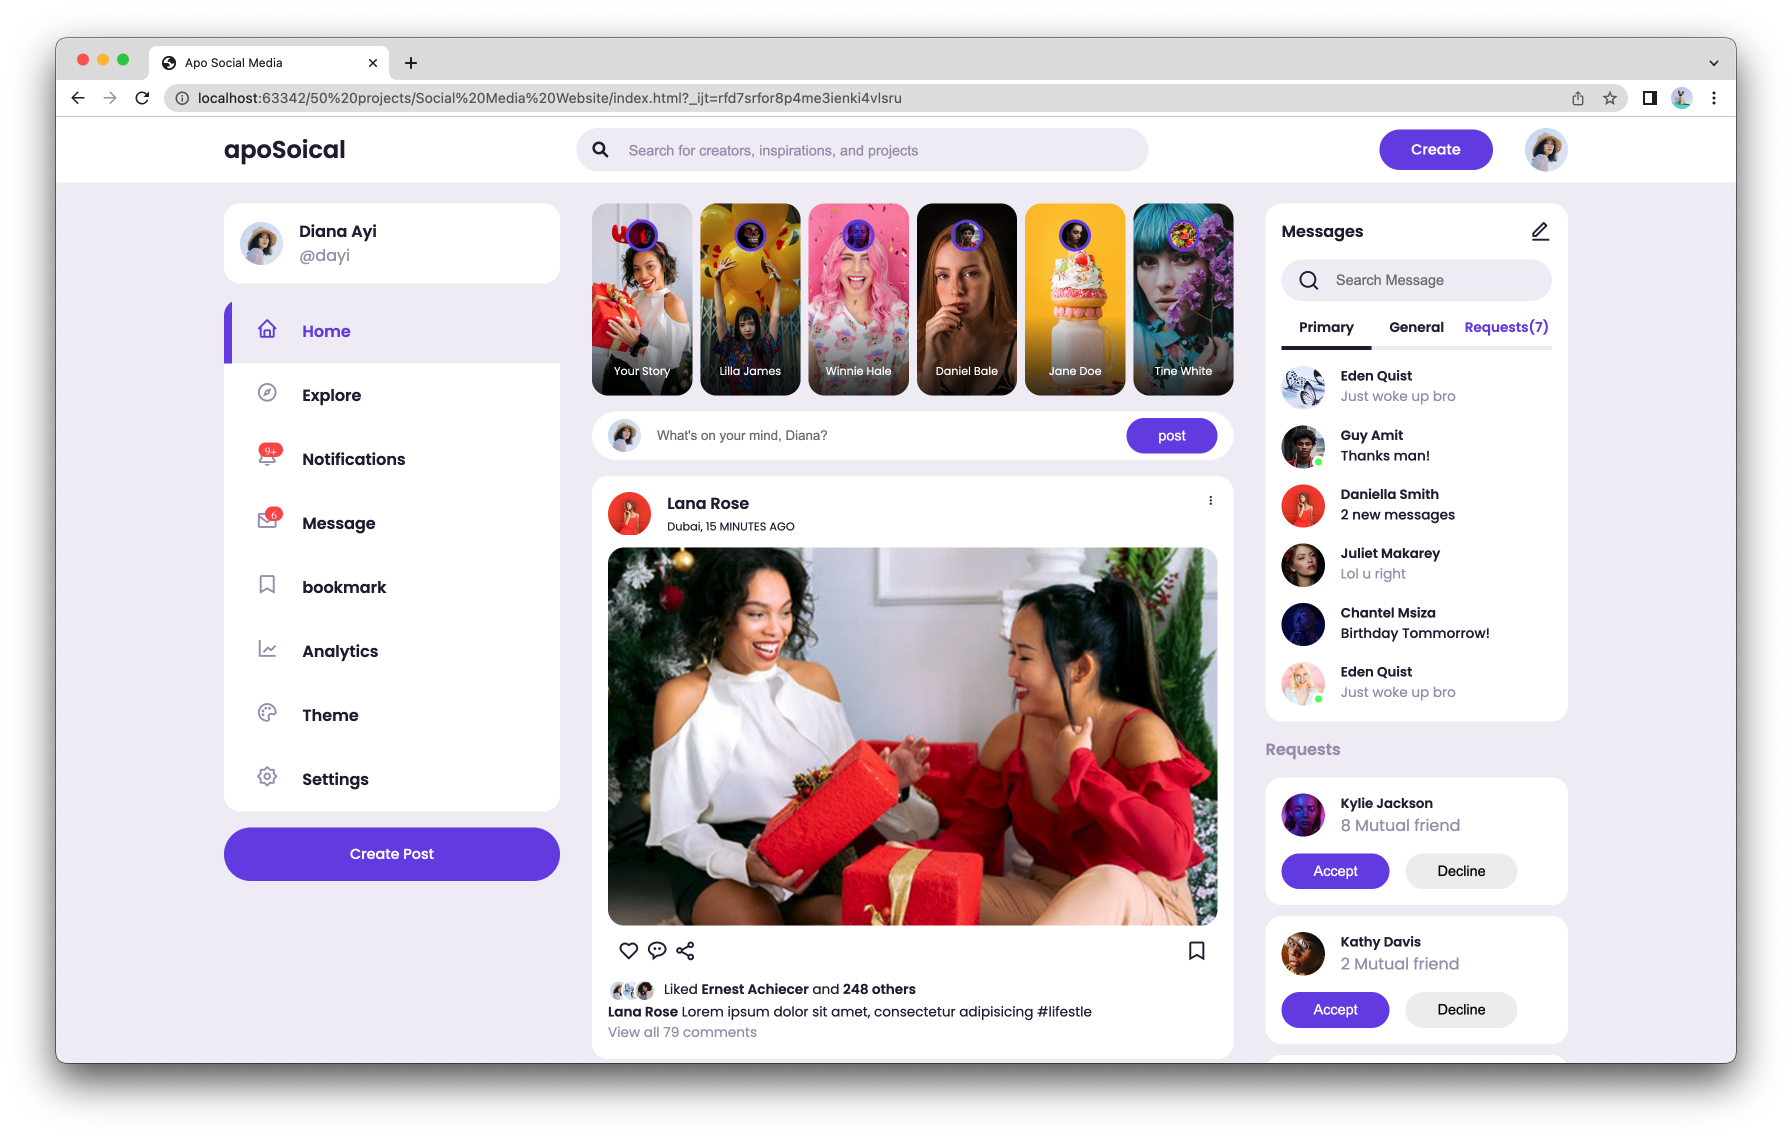 Apo Social Media
localhost:63342/50%20projects/Social%20Media%20Website/index.html?_ijt=rfd7srfor8p4me3ienki4vlsru
apoSoical
Search for creators, inspirations, and projects
Create
Diana Ayi
@dayi
Home
Explore
9+
Notifications
6
Message
bookmark
Analytics
Theme
Settings
Create Post
Your Story
Lilla James
Winnie Hale
Daniel Bale
Jane Doe
Tine White
What's on your mind, Diana?
post
Lana Rose
Dubai, 15 MINUTES AGO
Liked Ernest Achiecer and 248 others
Lana Rose Lorem ipsum dolor sit amet, consectetur adipisicing #lifestle
View all 79 comments
Messages
Search Message
Primary
General
Requests(7)
Eden Quist
Just woke up bro
Guy Amit
Thanks man!
Daniella Smith
2 new messages
Juliet Makarey
Lol u right
Chantel Msiza
Birthday Tommorrow!
Eden Quist
Just woke up bro
Requests
Kylie Jackson
8 Mutual friend
Accept
Decline
Kathy Davis
2 Mutual friend
Accept
Decline